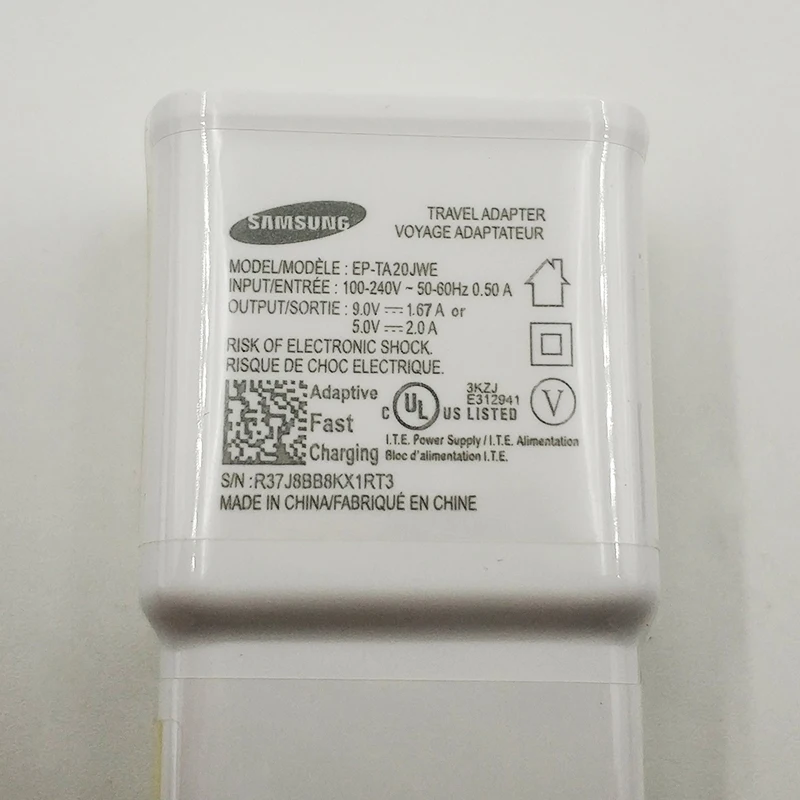 SAMSUNG
TRAVEL ADAPTER
VOYAGE ADAPTATEUR
MODEL/MODÈLE : EP-TA20JWE
INPUT/ENTRÉE : 100-240V ~ 50-60Hz 0.50 A
OUTPUT/SORTIE : 9.0V ⎓ 1.67 A or
5.0V ⎓ 2.0 A
RISK OF ELECTRONIC SHOCK.
RISQUE DE CHOC ELECTRIQUE.
Adaptive
Fast
Charging
C UL US LISTED
3KZJ
E312941
V
I.T.E. Power Supply / I.T.E. Alimentation
Bloc d'alimentation I.T.E.
S/N :R37J8BB8KX1RT3
MADE IN CHINA/FABRIQUÉ EN CHINE